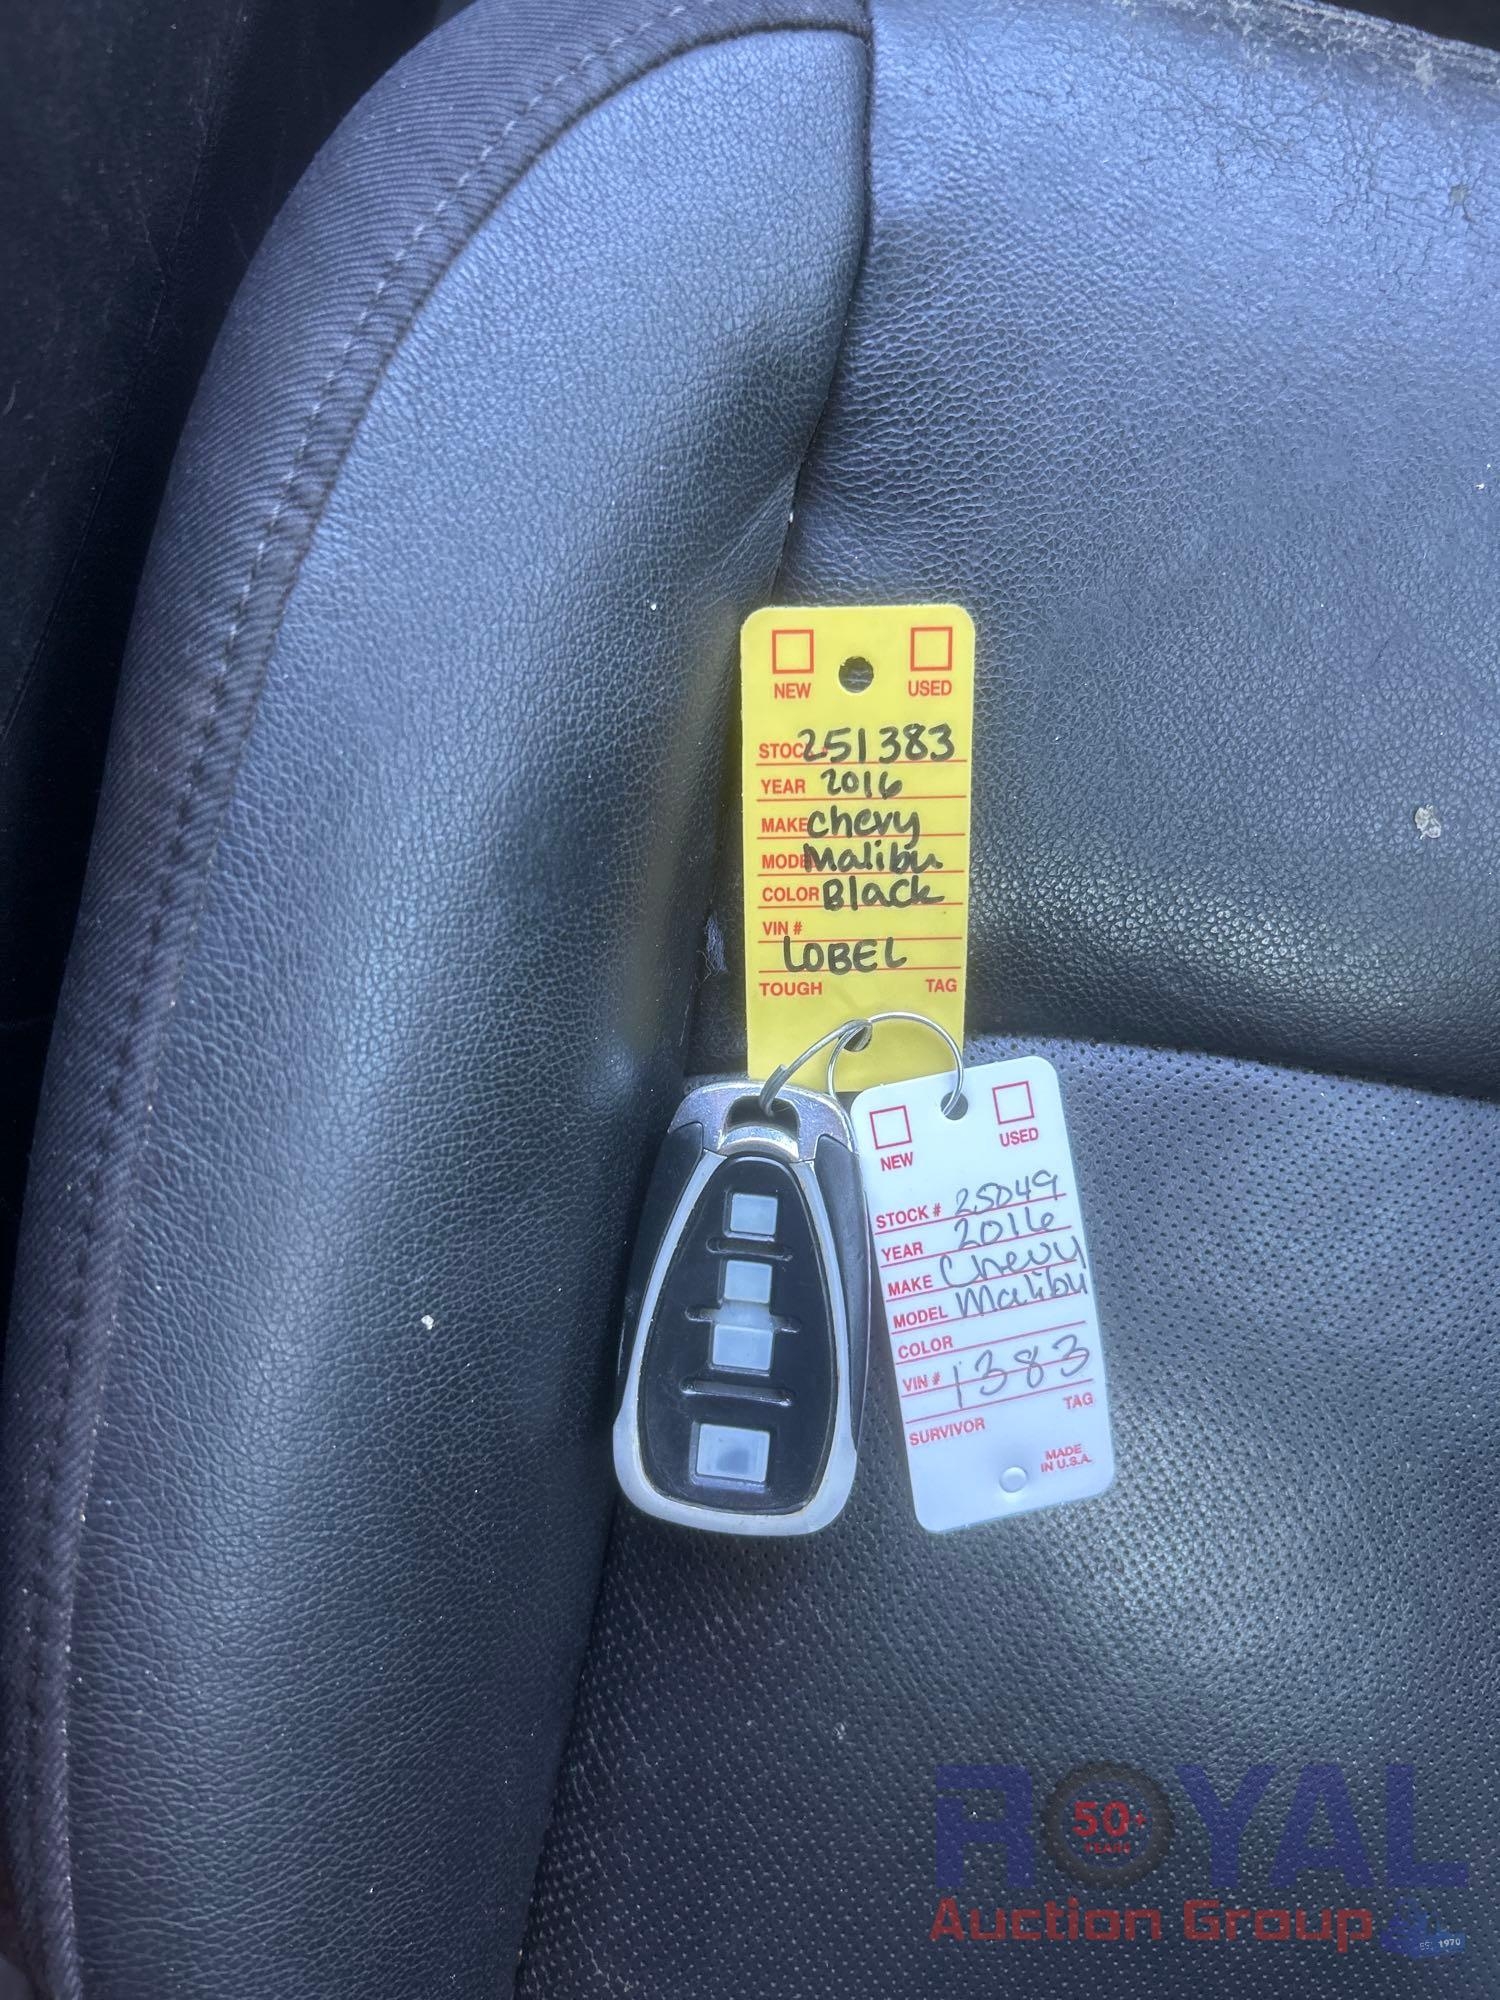 NEW USED
STOCK# 251383
YEAR 2016
MAKE Chevy
MODEL Malibu
COLOR Black
VIN #
LOBEL
TOUGH TAG
NEW USED
STOCK # 25049
YEAR 2016
MAKE Chevy
MODEL Malibu
COLOR
VIN # 1383
SURVIVOR TAG
MADE
IN U.S.A.
ROYAL
50+
YEARS
Auction Group
EST 1970